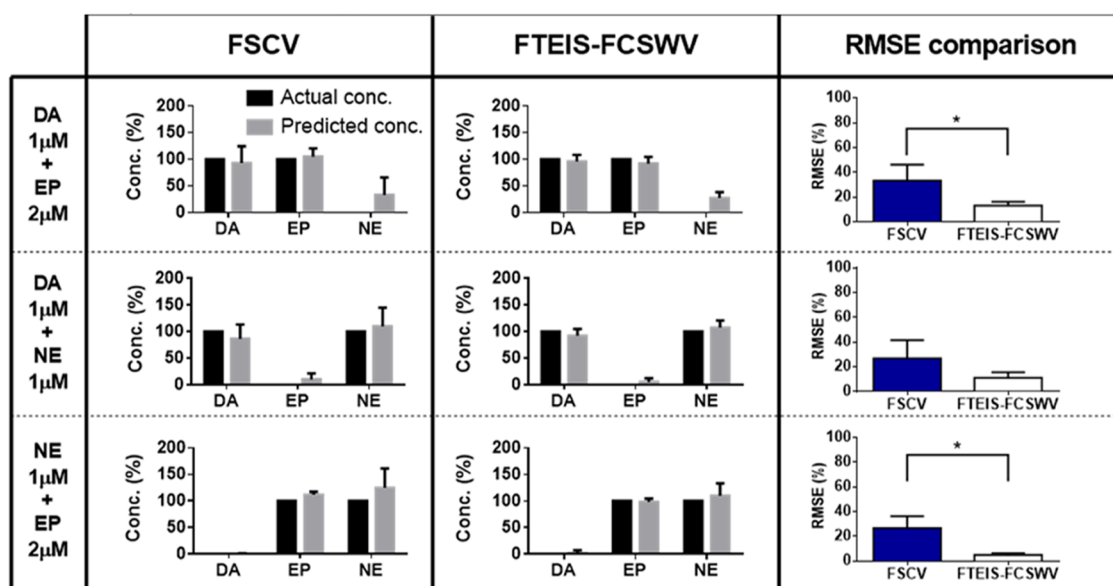 FSCV
FTEIS-FCSWV
RMSE comparison
DA
1μM
+
EP
2μM
Conc. (%)
200
150
100
50
0
DA EP NE
Actual conc.
Predicted conc.
Conc. (%)
200
150
100
50
0
DA EP NE
RMSE (%)
100
80
60
40
20
0
*
FSCV FTEIS-FCSWV
DA
1μM
+
NE
1μM
Conc. (%)
200
150
100
50
0
DA EP NE
Conc. (%)
200
150
100
50
0
DA EP NE
RMSE (%)
100
80
60
40
20
0
FSCV FTEIS-FCSWV
NE
1μM
+
EP
2μM
Conc. (%)
200
150
100
50
0
DA EP NE
Conc. (%)
200
150
100
50
0
DA EP NE
RMSE (%)
100
80
60
40
20
0
*
FSCV FTEIS-FCSWV